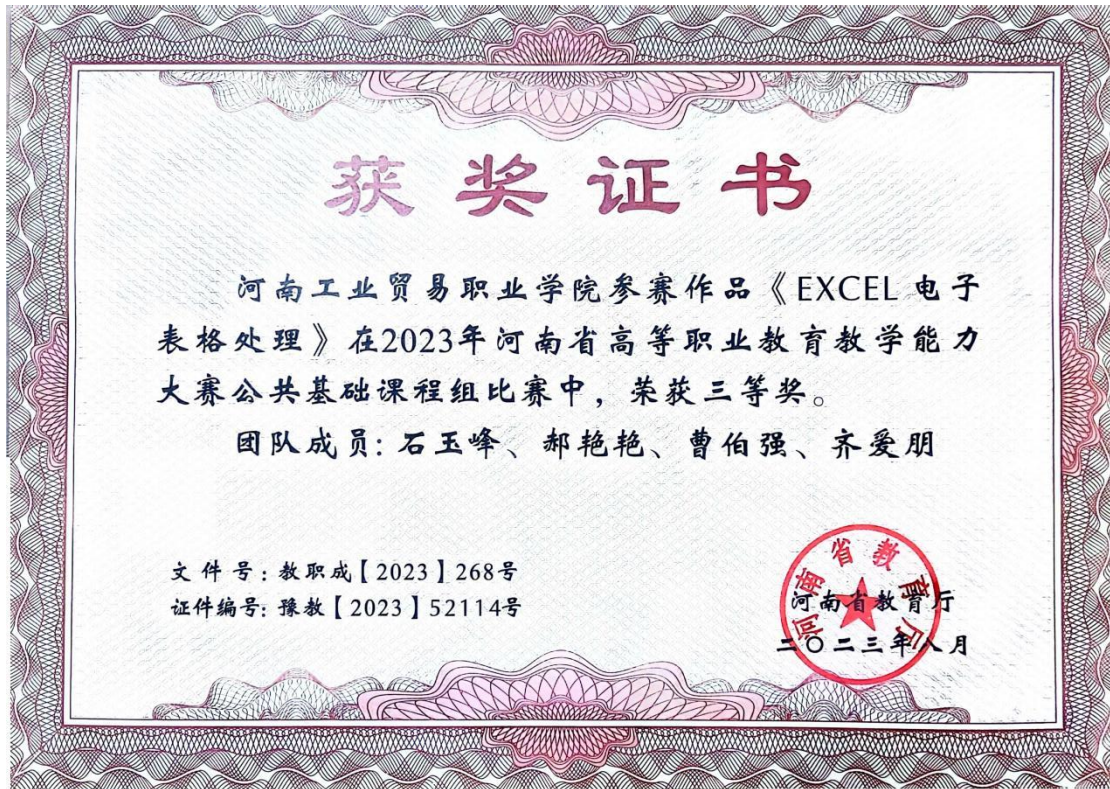 获奖证书
河南工业贸易职业学院参赛作品《EXCEL 电子
表格处理》在2023年河南省高等职业教育教学能力
大赛公共基础课程组比赛中，荣获三等奖。
团队成员：石玉峰、郝艳艳、曹伯强、齐爱朋
文件号：教职成【2023】268号
证件编号：豫教【2023】52114号
河南省教育厅
河南省教育厅
二〇二三年八月